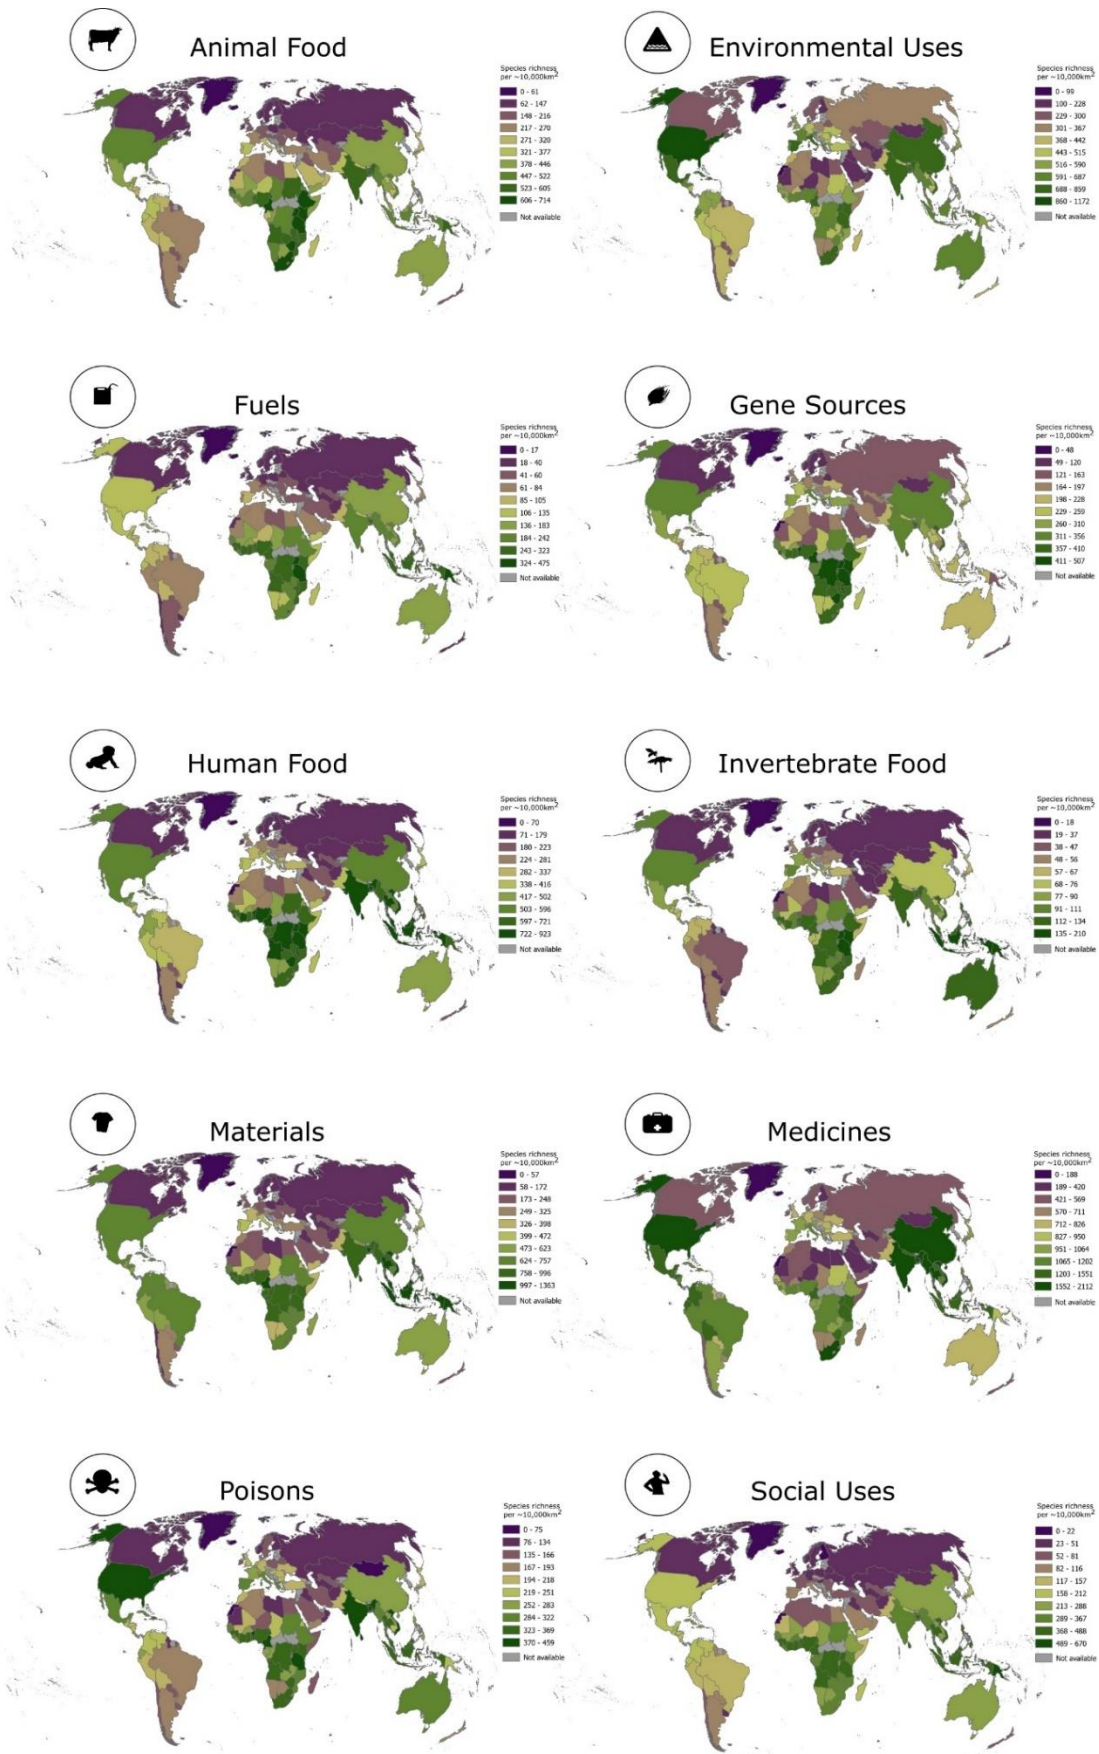 Animal Food
Species richness
per ~10,000km2
0 - 61
62 - 147
148 - 216
217 - 270
271 - 320
321 - 377
378 - 446
447 - 522
523 - 605
606 - 714
Not available
Environmental Uses
Species richness
per ~10,000km2
0 - 99
100 - 228
229 - 300
301 - 367
368 - 442
443 - 515
516 - 590
591 - 687
688 - 859
860 - 1172
Not available
Fuels
Species richness
per ~10,000km2
0 - 17
18 - 40
41 - 60
61 - 84
85 - 105
106 - 135
136 - 183
184 - 242
243 - 323
324 - 475
Not available
Gene Sources
Species richness
per ~10,000km2
0 - 48
49 - 120
121 - 163
164 - 197
198 - 228
229 - 259
260 - 310
311 - 356
357 - 410
411 - 507
Not available
Human Food
Species richness
per ~10,000km2
0 - 70
71 - 179
180 - 223
224 - 281
282 - 337
338 - 416
417 - 502
503 - 596
597 - 721
722 - 923
Not available
Invertebrate Food
Species richness
per ~10,000km2
0 - 18
19 - 37
38 - 47
48 - 56
57 - 67
68 - 76
77 - 90
91 - 111
112 - 134
135 - 210
Not available
Materials
Species richness
per ~10,000km2
0 - 57
58 - 172
173 - 248
249 - 325
326 - 398
399 - 472
473 - 623
624 - 757
758 - 996
997 - 1363
Not available
Medicines
Species richness
per ~10,000km2
0 - 188
189 - 420
421 - 569
570 - 711
712 - 826
827 - 950
951 - 1064
1065 - 1202
1203 - 1551
1552 - 2112
Not available
Poisons
Species richness
per ~10,000km2
0 - 75
76 - 134
135 - 166
167 - 193
194 - 218
219 - 251
252 - 283
284 - 322
323 - 369
370 - 459
Not available
Social Uses
Species richness
per ~10,000km2
0 - 22
23 - 51
52 - 81
82 - 116
117 - 157
158 - 212
213 - 288
289 - 367
368 - 488
489 - 670
Not available